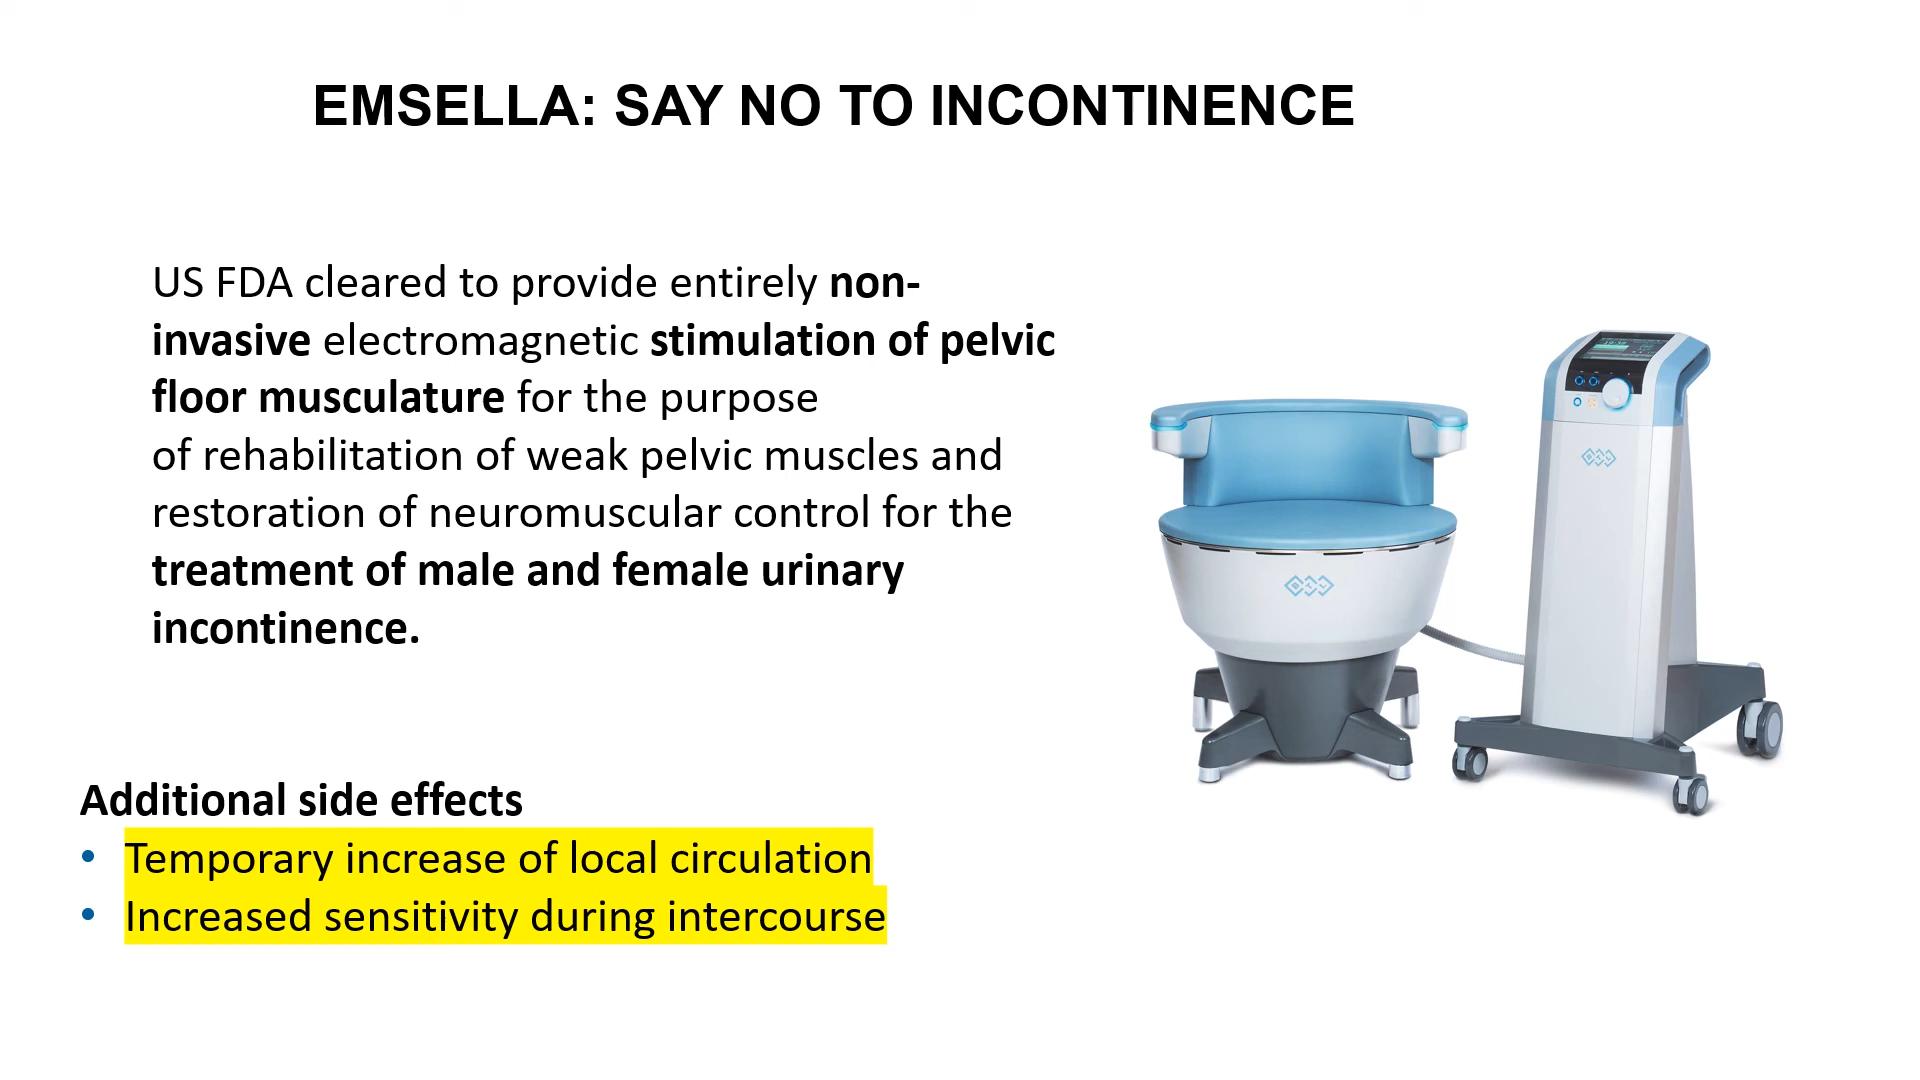 EMSELLA: SAY NO TO INCONTINENCE
US FDA cleared to provide entirely non-
invasive electromagnetic stimulation of pelvic
floor musculature for the purpose
of rehabilitation of weak pelvic muscles and
restoration of neuromuscular control for the
treatment of male and female urinary
incontinence.
BTL
BTL
Additional side effects
• Temporary increase of local circulation
• Increased sensitivity during intercourse